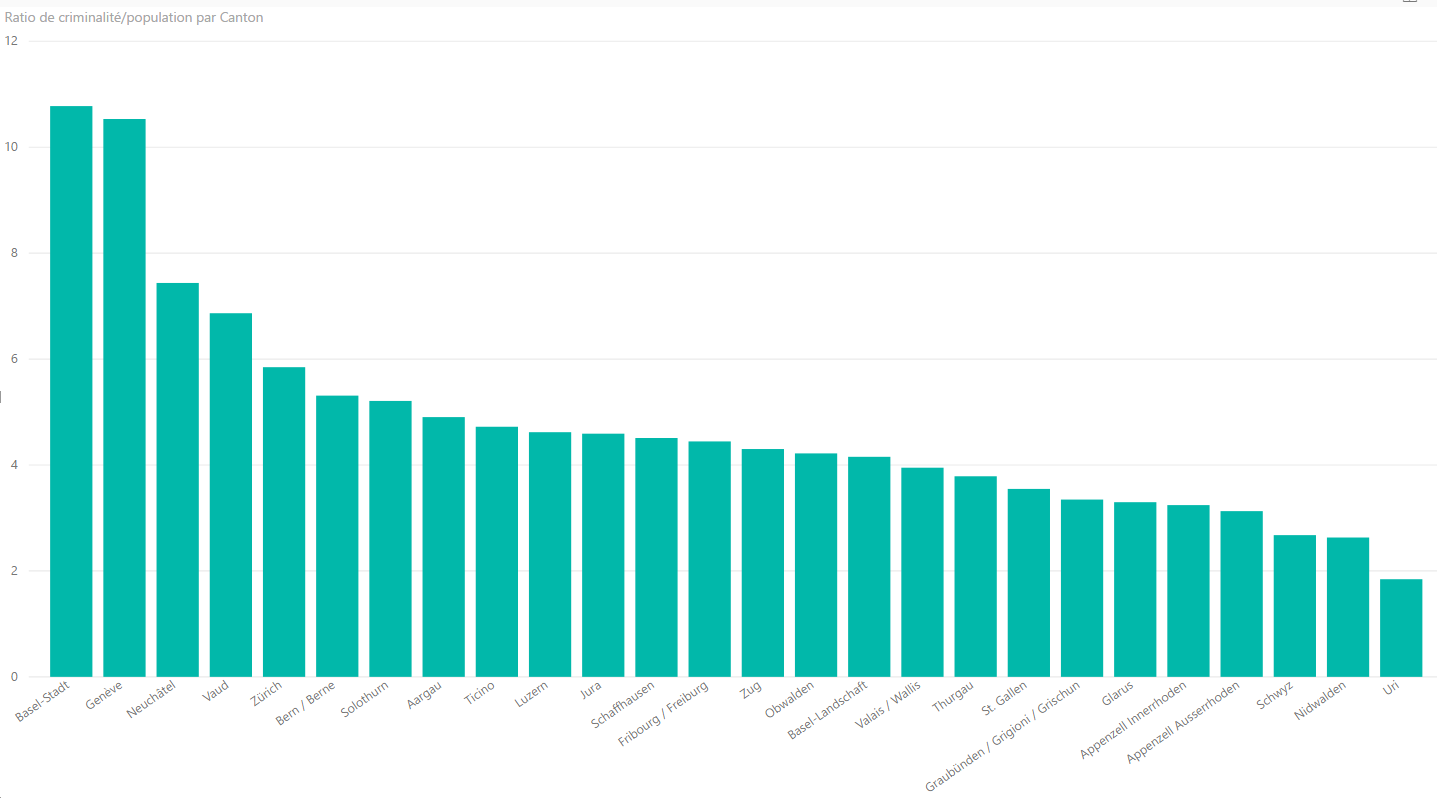 Ratio de criminalité/population par Canton
12
10
8
6
4
2
0
Basel-Stadt
Genève
Neuchâtel
Vaud
Zürich
Bern / Berne
Solothurn
Aargau
Ticino
Luzern
Jura
Schaffhausen
Fribourg / Freiburg
Zug
Obwalden
Basel-Landschaft
Valais / Wallis
Thurgau
St. Gallen
Graubünden / Grigioni / Grischun
Glarus
Appenzell Innerrhoden
Appenzell Ausserrhoden
Schwyz
Nidwalden
Uri